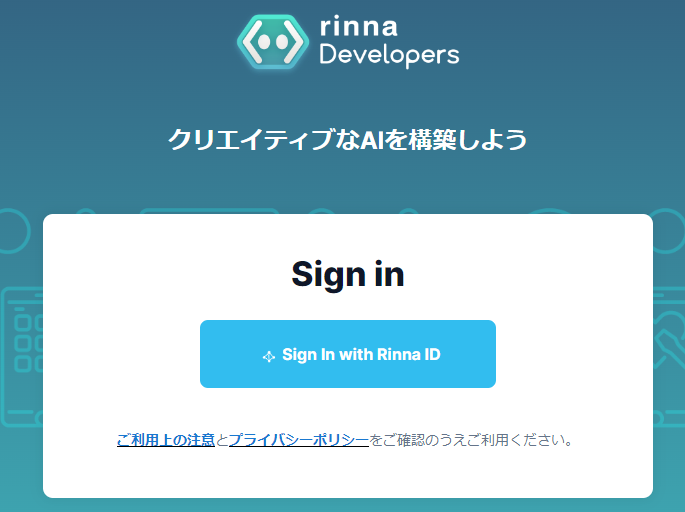 rinna
Developers
クリエイティブなAIを構築しよう
Sign in
Sign In with Rinna ID
ご利用上の注意とプライバシーポリシーをご確認のうえご利用ください。